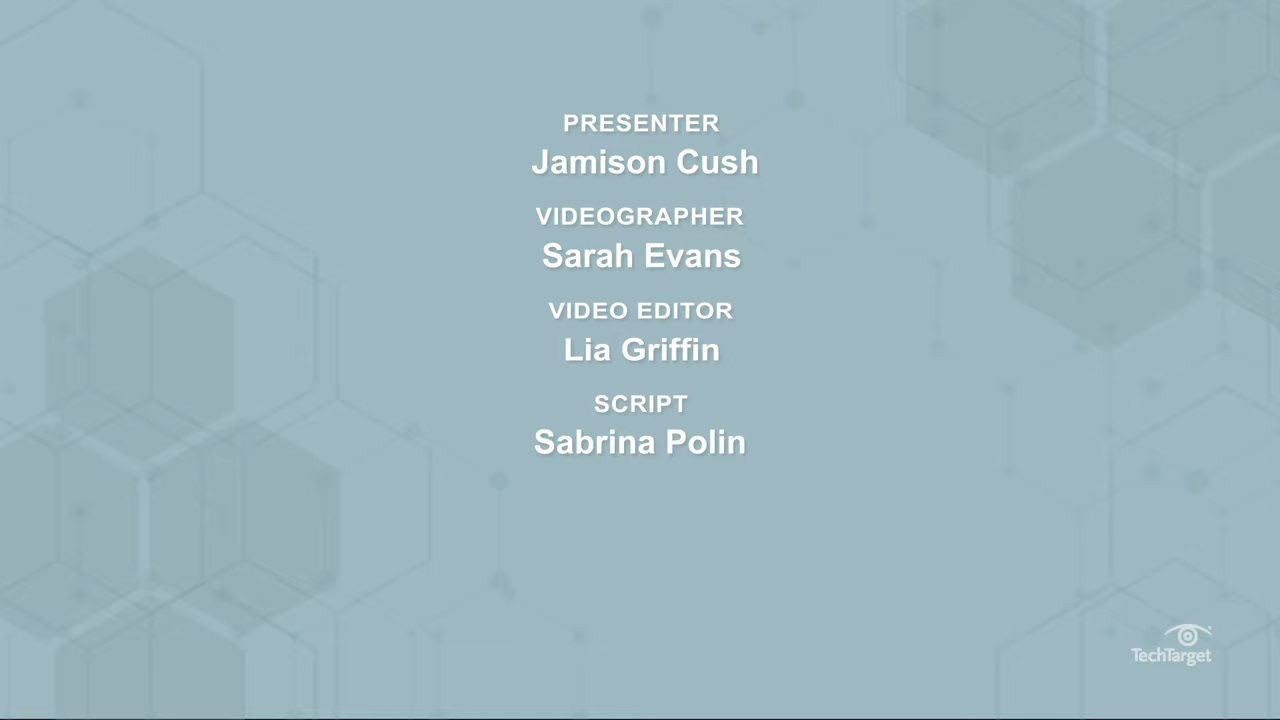 PRESENTER
Jamison Cush
VIDEOGRAPHER
Sarah Evans
VIDEO EDITOR
Lia Griffin
SCRIPT
Sabrina Polin
TechTarget